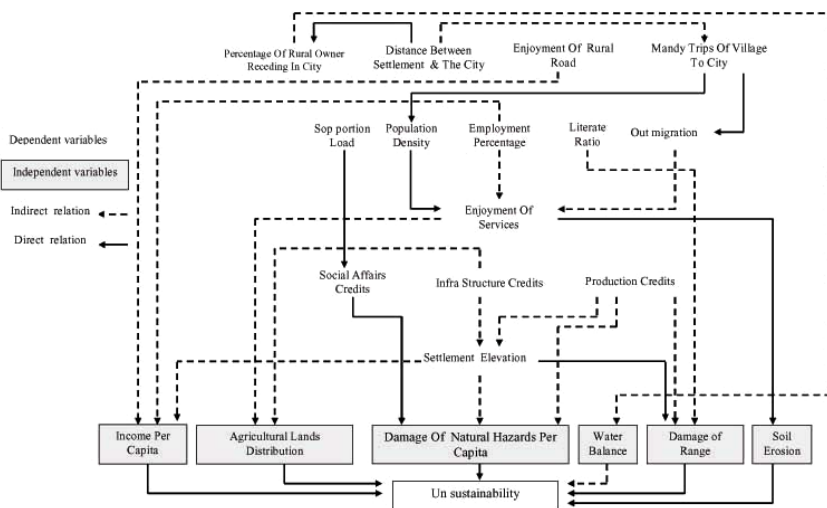 Percentage Of Rural Owner
Receding In City
Distance Between
Settlement & The City
Enjoyment Of Rural
Road
Mandy Trips Of Village
To City
Dependent variables
Independent variables
Indirect relation
Direct relation
Sop portion
Load
Population
Density
Employment
Percentage
Literate
Ratio
Out migration
Enjoyment Of
Services
Social Affairs
Credits
Infra Structure Credits
Production Credits
Settlement Elevation
Income Per
Capita
Agricultural Lands
Distribution
Damage Of Natural Hazards Per
Capita
Water
Balance
Damage of
Range
Soil
Erosion
Un sustainability